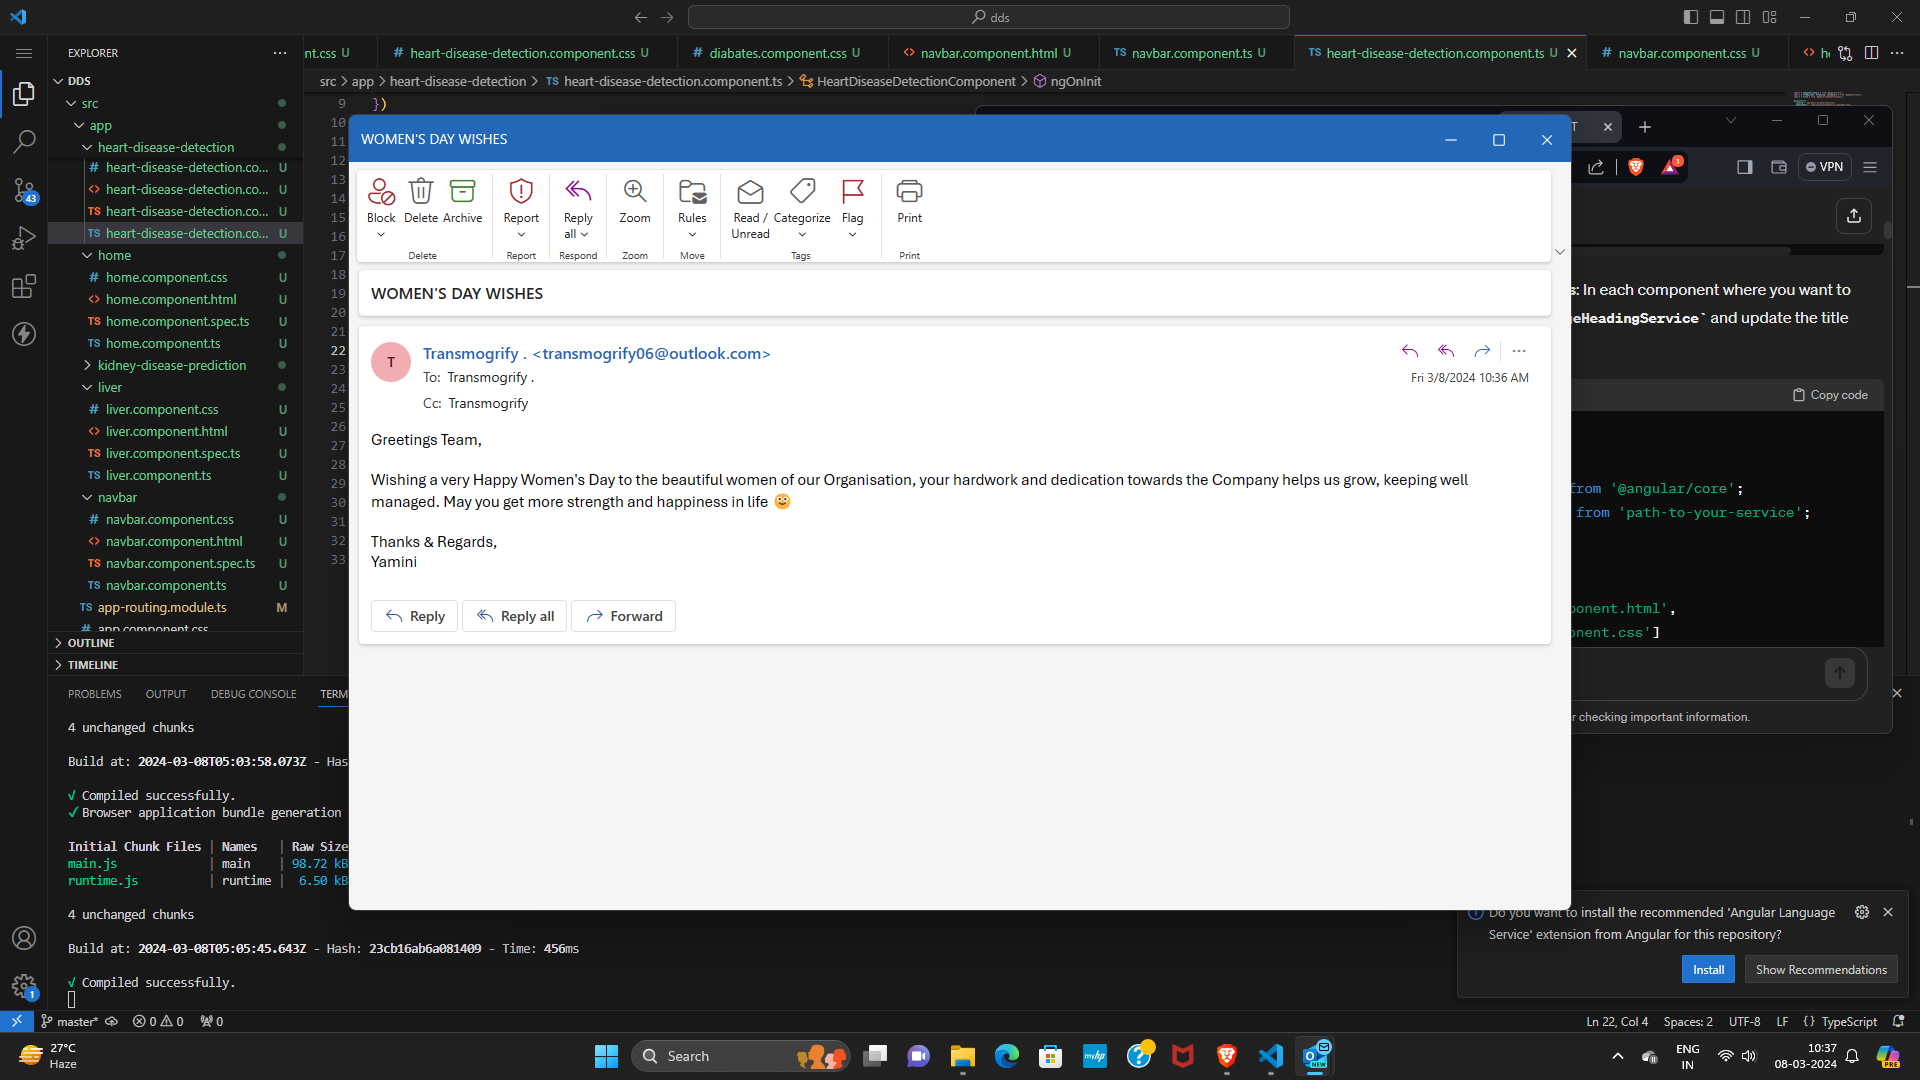 dds
EXPLORER
nt.css U
# heart-disease-detection.component.css U
# diabates.component.css U
<> navbar.component.html U
TS navbar.component.ts U
TS heart-disease-detection.component.ts U
# navbar.component.css U
<> he
DDS
src > app > heart-disease-detection > TS heart-disease-detection.component.ts > HeartDiseaseDetectionComponent > ngOnInit
src
app
heart-disease-detection
# heart-disease-detection.co... U
<> heart-disease-detection.co... U
TS heart-disease-detection.co... U
TS heart-disease-detection.co... U
home
# home.component.css U
<> home.component.html U
TS home.component.spec.ts U
TS home.component.ts U
kidney-disease-prediction
liver
# liver.component.css U
<> liver.component.html U
TS liver.component.spec.ts U
TS liver.component.ts U
navbar
# navbar.component.css U
<> navbar.component.html U
TS navbar.component.spec.ts U
TS navbar.component.ts U
TS app-routing.module.ts M
# app.component.css
OUTLINE
TIMELINE
43
1
9 })
10
11
12
13
14
15
16
17
18
19
20
21
22
23
24
25
26
27
28
29
30
31
32
33
WOMEN'S DAY WISHES
Block Delete Archive
Report
Reply all
Zoom
Rules
Read / Unread
Categorize
Flag
Print
Delete Report Respond Zoom Move Tags Print
WOMEN'S DAY WISHES
T
Transmogrify . <transmogrify06@outlook.com>
To: Transmogrify .
Fri 3/8/2024 10:36 AM
Cc: Transmogrify
Greetings Team,
Wishing a very Happy Women's Day to the beautiful women of our Organisation, your hardwork and dedication towards the Company helps us grow, keeping well
managed. May you get more strength and happiness in life 🙂
Thanks & Regards,
Yamini
Reply
Reply all
Forward
T
1
VPN
s: In each component where you want to
geHeadingService` and update the title
Copy code
from '@angular/core';
from 'path-to-your-service';
ponent.html',
onent.css']
r checking important information.
PROBLEMS OUTPUT DEBUG CONSOLE TERM
4 unchanged chunks
Build at: 2024-03-08T05:03:58.073Z - Has
√ Compiled successfully.
✓ Browser application bundle generation
Initial Chunk Files | Names | Raw Size
main.js | main | 98.72 kB
runtime.js | runtime | 6.50 kB
4 unchanged chunks
Build at: 2024-03-08T05:05:45.643Z - Hash: 23cb16ab6a081409 - Time: 456ms
√ Compiled successfully.
Do you want to install the recommended 'Angular Language
Service' extension from Angular for this repository?
Install
Show Recommendations
master*
0 0
0
Ln 22, Col 4
Spaces: 2
UTF-8
LF
{ } TypeScript
27°C
Haze
Search
myhp
NEW
ENG
IN
10:37
08-03-2024
PRE